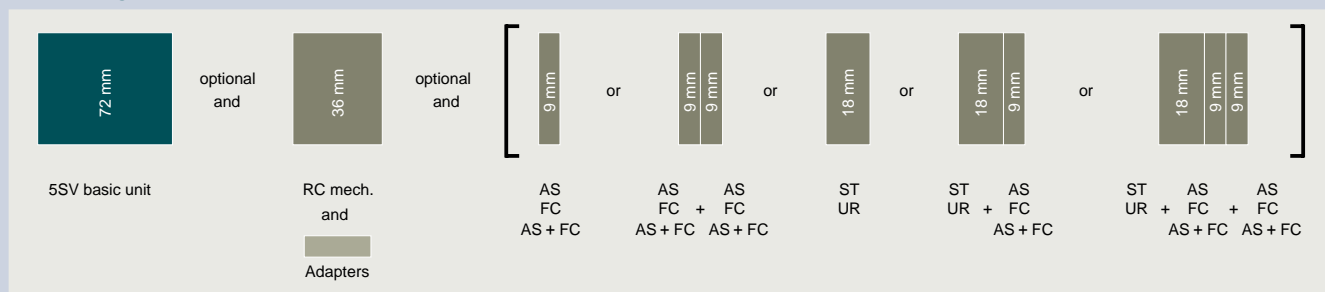 72 mm
optional
and
36 mm
optional
and
9 mm
or
9 mm
9 mm
or
18 mm
or
18 mm
9 mm
or
18 mm
9 mm
9 mm
5SV basic unit
RC mech.
and
Adapters
AS
FC
AS + FC
AS AS
FC + FC
AS + FC AS + FC
ST
UR
ST AS
UR + FC
AS + FC
ST AS AS
UR + FC + FC
AS + FC AS + FC